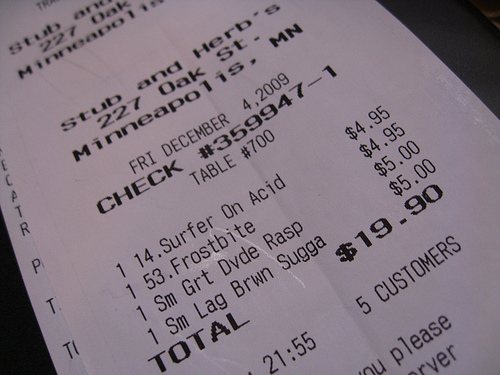 Stub and
227 Oak
Minneapolis
Stub and Herb's
227 Oak St.
Minneapolis, MN
FRI DECEMBER 4,2009
CHECK #359947-1
TABLE #700
1 14.Surfer On Acid $4.95
1 53.Frostbite $4.95
1 Sm Grt Dvde Rasp $5.00
1 Sm Lag Brwn Sugga $5.00
TOTAL $19.90
21:55 5 CUSTOMERS
you please